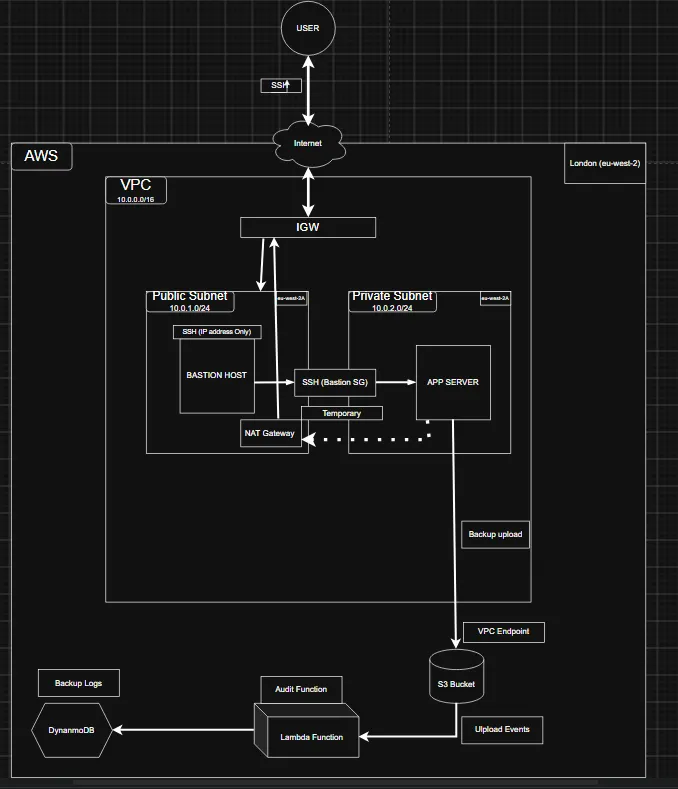 USER
SSH
Internet
AWS
London (eu-west-2)
VPC
10.0.0.0/16
IGW
Public Subnet
10.0.1.0/24
eu-west-2A
Private Subnet
10.0.2.0/24
eu-west-2A
SSH (IP address Only)
BASTION HOST
SSH (Bastion SG)
APP SERVER
Temporary
NAT Gateway
Backup upload
VPC Endpoint
S3 Bucket
Backup Logs
Audit Function
DynanmoDB
Lambda Function
Ulpload Events